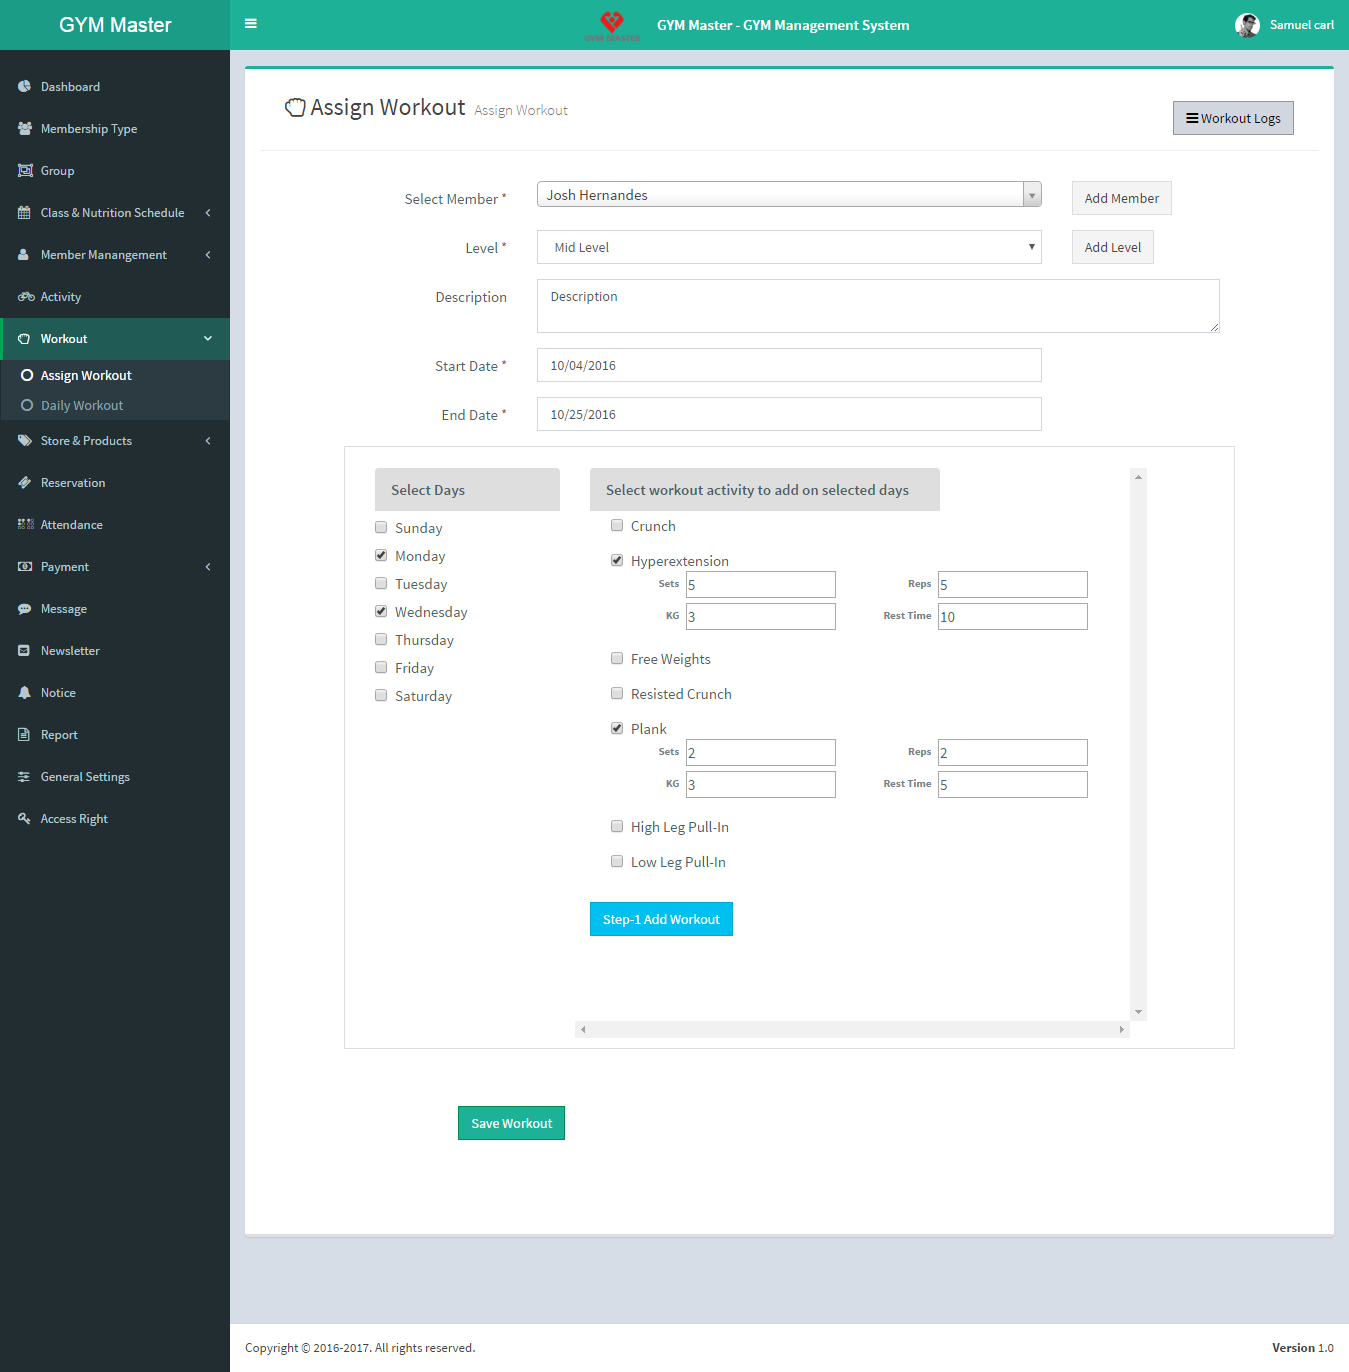 GYM Master
GYM MASTER
GYM Master - GYM Management System
Samuel carl
Dashboard
Membership Type
Group
Class & Nutrition Schedule
Member Manangement
Activity
Workout
Assign Workout
Daily Workout
Store & Products
Reservation
Attendance
Payment
Message
Newsletter
Notice
Report
General Settings
Access Right
Assign Workout Assign Workout
Workout Logs
Select Member * Josh Hernandes Add Member
Level * Mid Level Add Level
Description Description
Start Date * 10/04/2016
End Date * 10/25/2016
Select Days
Sunday
Monday
Tuesday
Wednesday
Thursday
Friday
Saturday
Select workout activity to add on selected days
Crunch
Hyperextension
Sets 5 Reps 5
KG 3 Rest Time 10
Free Weights
Resisted Crunch
Plank
Sets 2 Reps 2
KG 3 Rest Time 5
High Leg Pull-In
Low Leg Pull-In
Step-1 Add Workout
Save Workout
Copyright © 2016-2017. All rights reserved.
Version 1.0